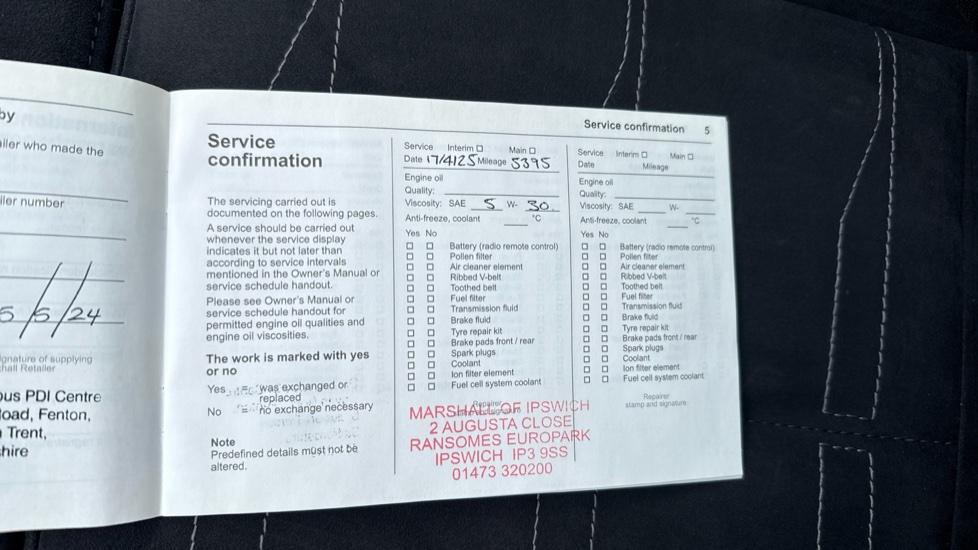 by
iler who made the
iler number
5/5/24
gnature of supplying
hall Retailer
ous PDI Centre
oad, Fenton,
Trent,
hire
Service confirmation 5
Service
confirmation
The servicing carried out is
documented on the following pages.
A service should be carried out
whenever the service display
indicates it but not later than
according to service intervals
mentioned in the Owner's Manual or
service schedule handout.
Please see Owner's Manual or
service schedule handout for
permitted engine oil qualities and
engine oil viscosities.
The work is marked with yes
or no
Yes = was exchanged or
replaced
No = no exchange necessary
Note
Predefined details must not be
altered.
Service Interim ☐ Main ☐
Date 17/4/25 Mileage 5395
Engine oil
Quality:
Viscosity: SAE 5 W- 30
Anti-freeze, coolant °C
Yes No
☐ ☐ Battery (radio remote control)
☐ ☐ Pollen filter
☐ ☐ Air cleaner element
☐ ☐ Ribbed V-belt
☐ ☐ Toothed belt
☐ ☐ Fuel filter
☐ ☐ Transmission fluid
☐ ☐ Brake fluid
☐ ☐ Tyre repair kit
☐ ☐ Brake pads front / rear
☐ ☐ Spark plugs
☐ ☐ Coolant
☐ ☐ Ion filter element
☐ ☐ Fuel cell system coolant
Repairer
MARSHALL OF IPSWICH
2 AUGUSTA CLOSE
RANSOMES EUROPARK
IPSWICH IP3 9SS
01473 320200
Service Interim ☐ Main ☐
Date Mileage
Engine oil
Quality:
Viscosity: SAE W-
Anti-freeze, coolant °C
Yes No
☐ ☐ Battery (radio remote control)
☐ ☐ Pollen filter
☐ ☐ Air cleaner element
☐ ☐ Ribbed V-belt
☐ ☐ Toothed belt
☐ ☐ Fuel filter
☐ ☐ Transmission fluid
☐ ☐ Brake fluid
☐ ☐ Tyre repair kit
☐ ☐ Brake pads front / rear
☐ ☐ Spark plugs
☐ ☐ Coolant
☐ ☐ Ion filter element
☐ ☐ Fuel cell system coolant
Repairer
stamp and signature